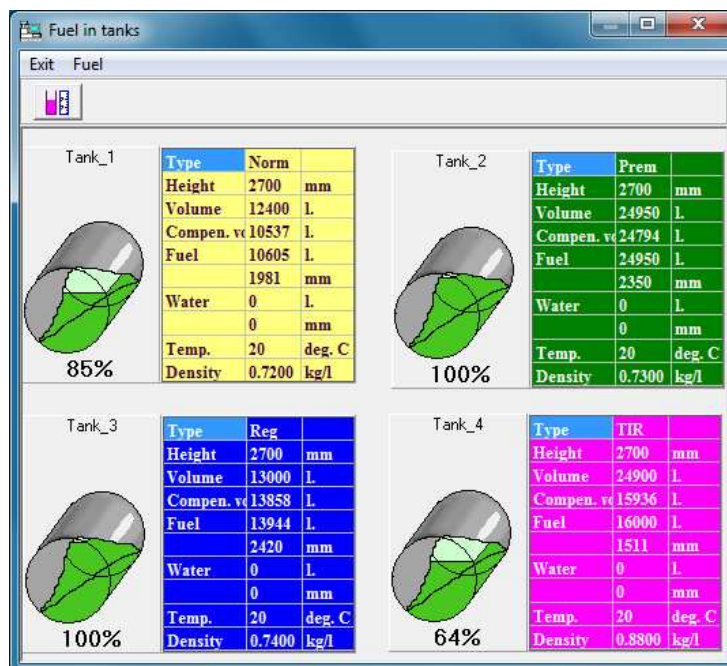 Fuel in tanks
Exit Fuel
Tank_1
Type Norm
Height 2700 mm
Volume 12400 l.
Compen. vo 10537 l.
Fuel 10605 l.
1981 mm
Water 0 l.
0 mm
Temp. 20 deg. C
Density 0.7200 kg/l
85%
Tank_2
Type Prem
Height 2700 mm
Volume 24950 l.
Compen. vo 24794 l.
Fuel 24950 l.
2350 mm
Water 0 l.
0 mm
Temp. 20 deg. C
Density 0.7300 kg/l
100%
Tank_3
Type Reg
Height 2700 mm
Volume 13000 l.
Compen. vo 13858 l.
Fuel 13944 l.
2420 mm
Water 0 l.
0 mm
Temp. 20 deg. C
Density 0.7400 kg/l
100%
Tank_4
Type TIR
Height 2700 mm
Volume 24900 l.
Compen. vo 15936 l.
Fuel 16000 l.
1511 mm
Water 0 l.
0 mm
Temp. 20 deg. C
Density 0.8800 kg/l
64%